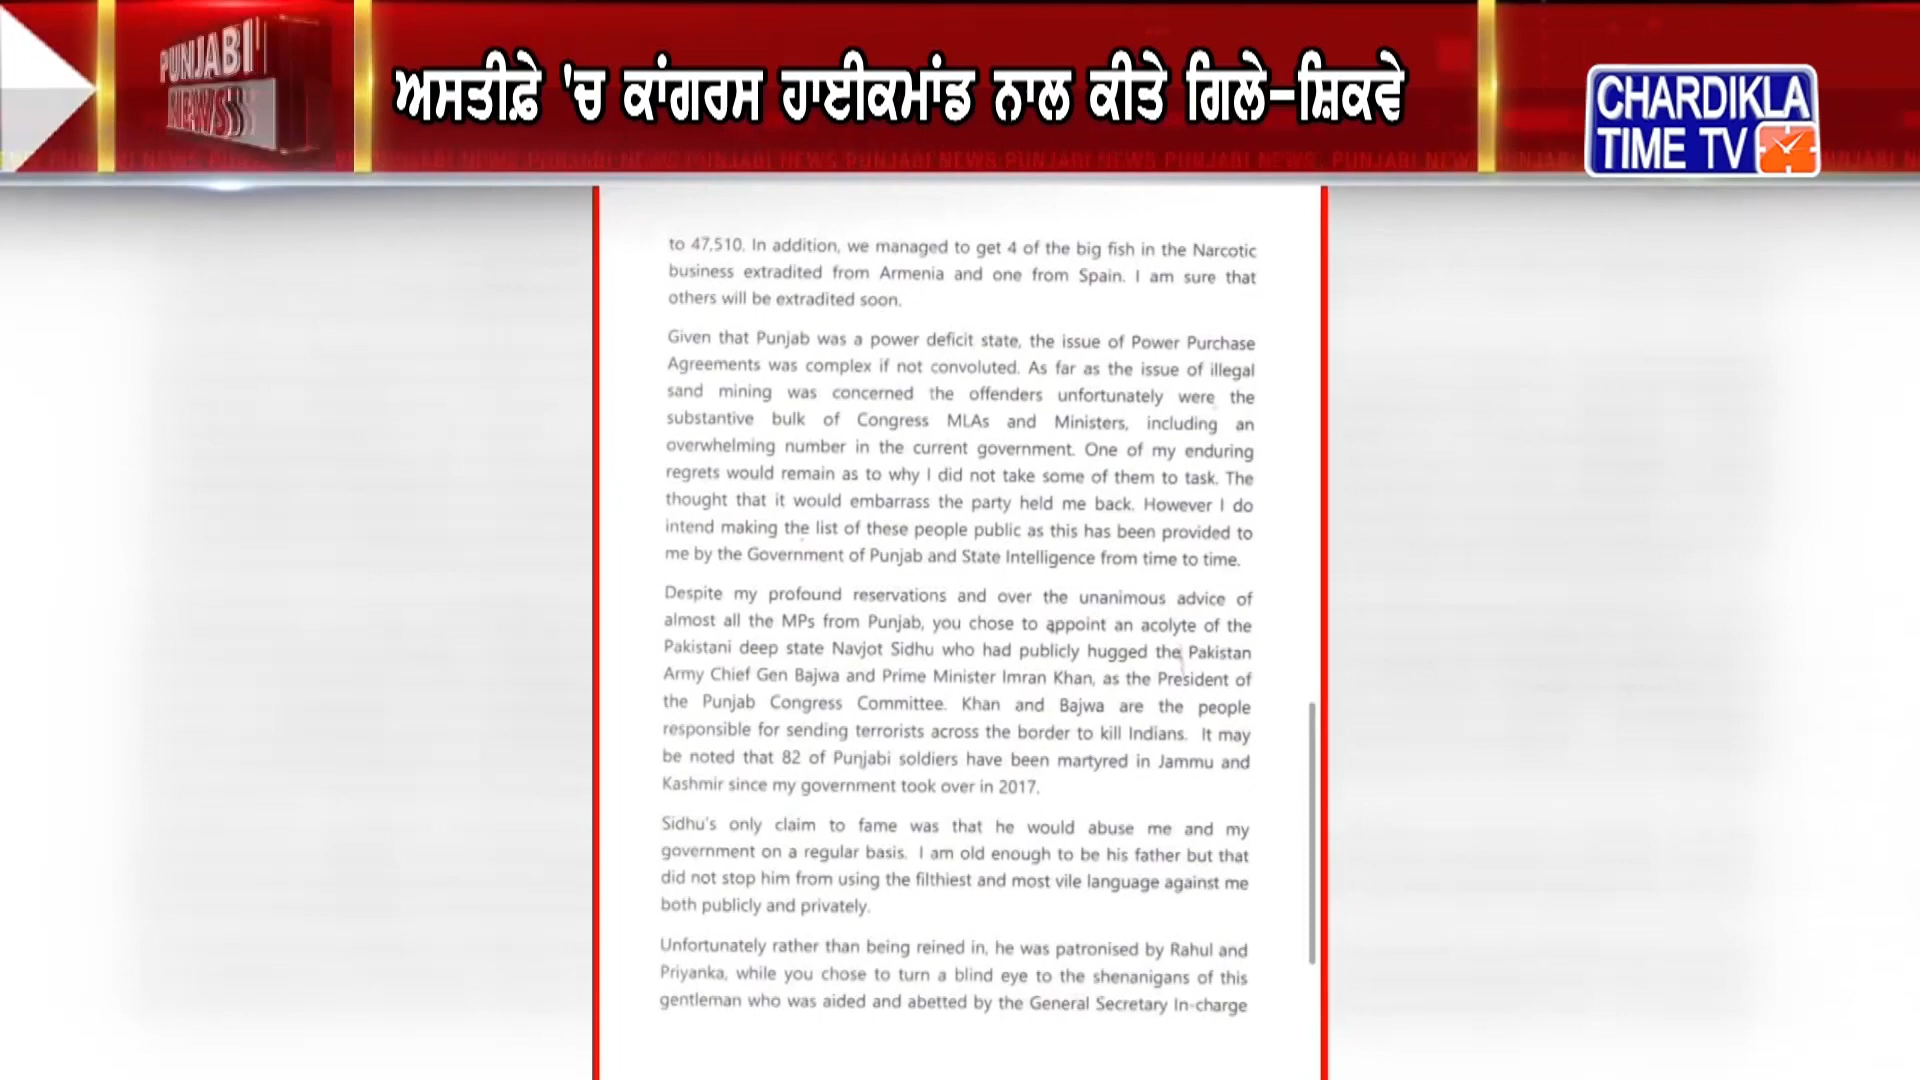 PUNJABI
NEWS
ਅਸਤੀਫ਼ੇ 'ਚ ਕਾਂਗਰਸ ਹਾਈਕਮਾਂਡ ਨਾਲ ਕੀਤੇ ਗਿਲੇ-ਸ਼ਿਕਵੇ
CHARDIKLA
TIME TV
to 47,510. In addition, we managed to get 4 of the big fish in the Narcotic
business extradited from Armenia and one from Spain. I am sure that
others will be extradited soon.
Given that Punjab was a power deficit state, the issue of Power Purchase
Agreements was complex if not convoluted. As far as the issue of illegal
sand mining was concerned the offenders unfortunately were the
substantive bulk of Congress MLAs and Ministers, including an
overwhelming number in the current government. One of my enduring
regrets would remain as to why I did not take some of them to task. The
thought that it would embarrass the party held me back. However I do
intend making the list of these people public as this has been provided to
me by the Government of Punjab and State Intelligence from time to time.
Despite my profound reservations and over the unanimous advice of
almost all the MPs from Punjab, you chose to appoint an acolyte of the
Pakistani deep state Navjot Sidhu who had publicly hugged the Pakistan
Army Chief Gen Bajwa and Prime Minister Imran Khan, as the President of
the Punjab Congress Committee. Khan and Bajwa are the people
responsible for sending terrorists across the border to kill Indians. It may
be noted that 82 of Punjabi soldiers have been martyred in Jammu and
Kashmir since my government took over in 2017.
Sidhu's only claim to fame was that he would abuse me and my
government on a regular basis. I am old enough to be his father but that
did not stop him from using the filthiest and most vile language against me
both publicly and privately.
Unfortunately rather than being reined in, he was patronised by Rahul and
Priyanka, while you chose to turn a blind eye to the shenanigans of this
gentleman who was aided and abetted by the General Secretary In-charge